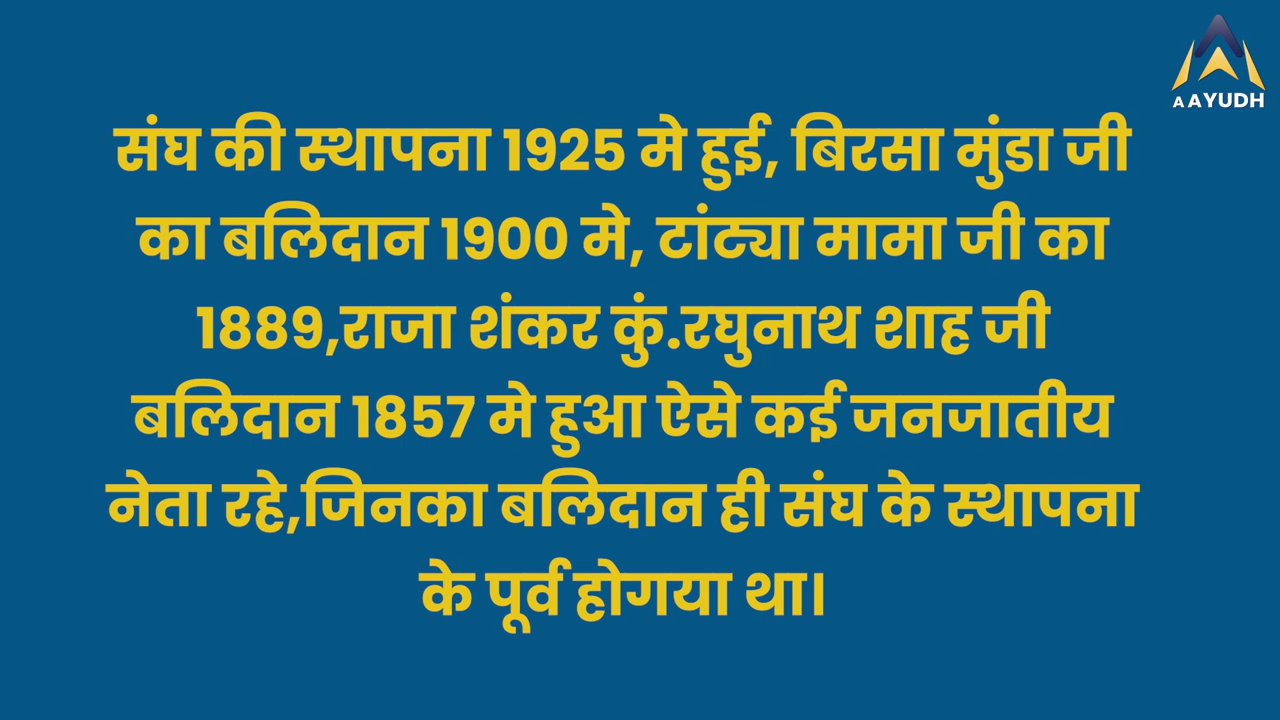 AAYUDH
संघ की स्थापना 1925 मे हुई, बिरसा मुंडा जी
का बलिदान 1900 मे, टांट्या मामा जी का
1889,राजा शंकर कुं.रघुनाथ शाह जी
बलिदान 1857 मे हुआ ऐसे कई जनजातीय
नेता रहे,जिनका बलिदान ही संघ के स्थापना
के पूर्व होगया था।